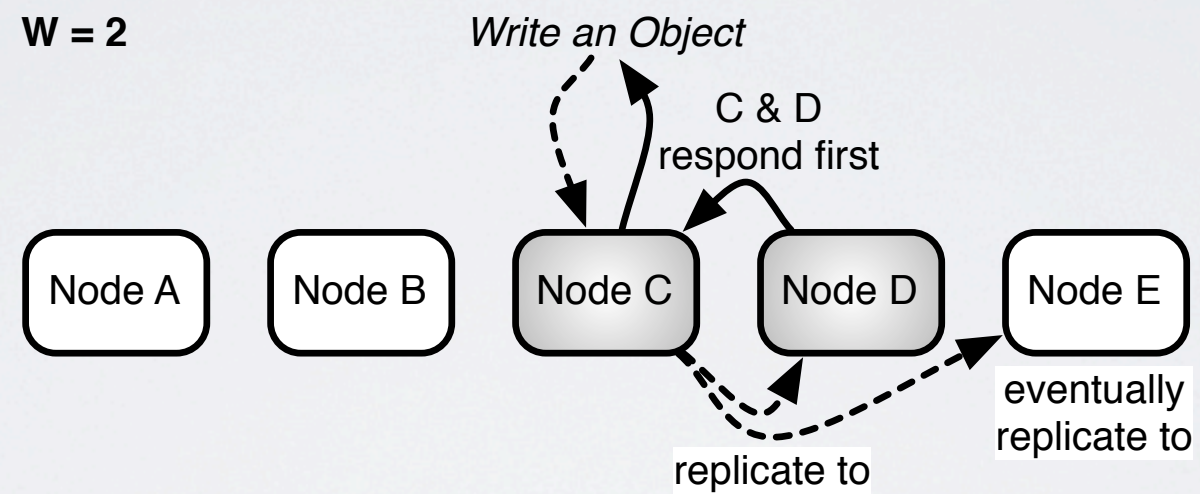 W = 2
Write an Object
C & D
respond first
Node A
Node B
Node C
Node D
Node E
eventually
replicate to
replicate to